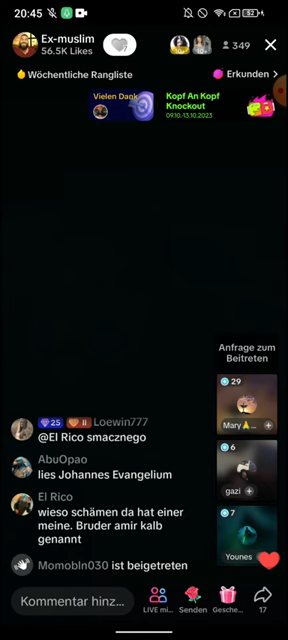 20:45
Ex-muslim
56.5K Likes
349
Wöchentliche Rangliste
Erkunden
Vielen Dank
Kopf An Kopf
Knockout
09.10-13.10.2023
Anfrage zum
Beitreten
29
Mary🙏...
6
gazi
7
Younes
25 II Loewin777
@El Rico smacznego
AbuOpao
lies Johannes Evangelium
El Rico
wieso schämen da hat einer
meine. Bruder amir kalb
genannt
MomobIn030 ist beigetreten
Kommentar hinz...
LIVE mi...
Senden
Gesche...
17